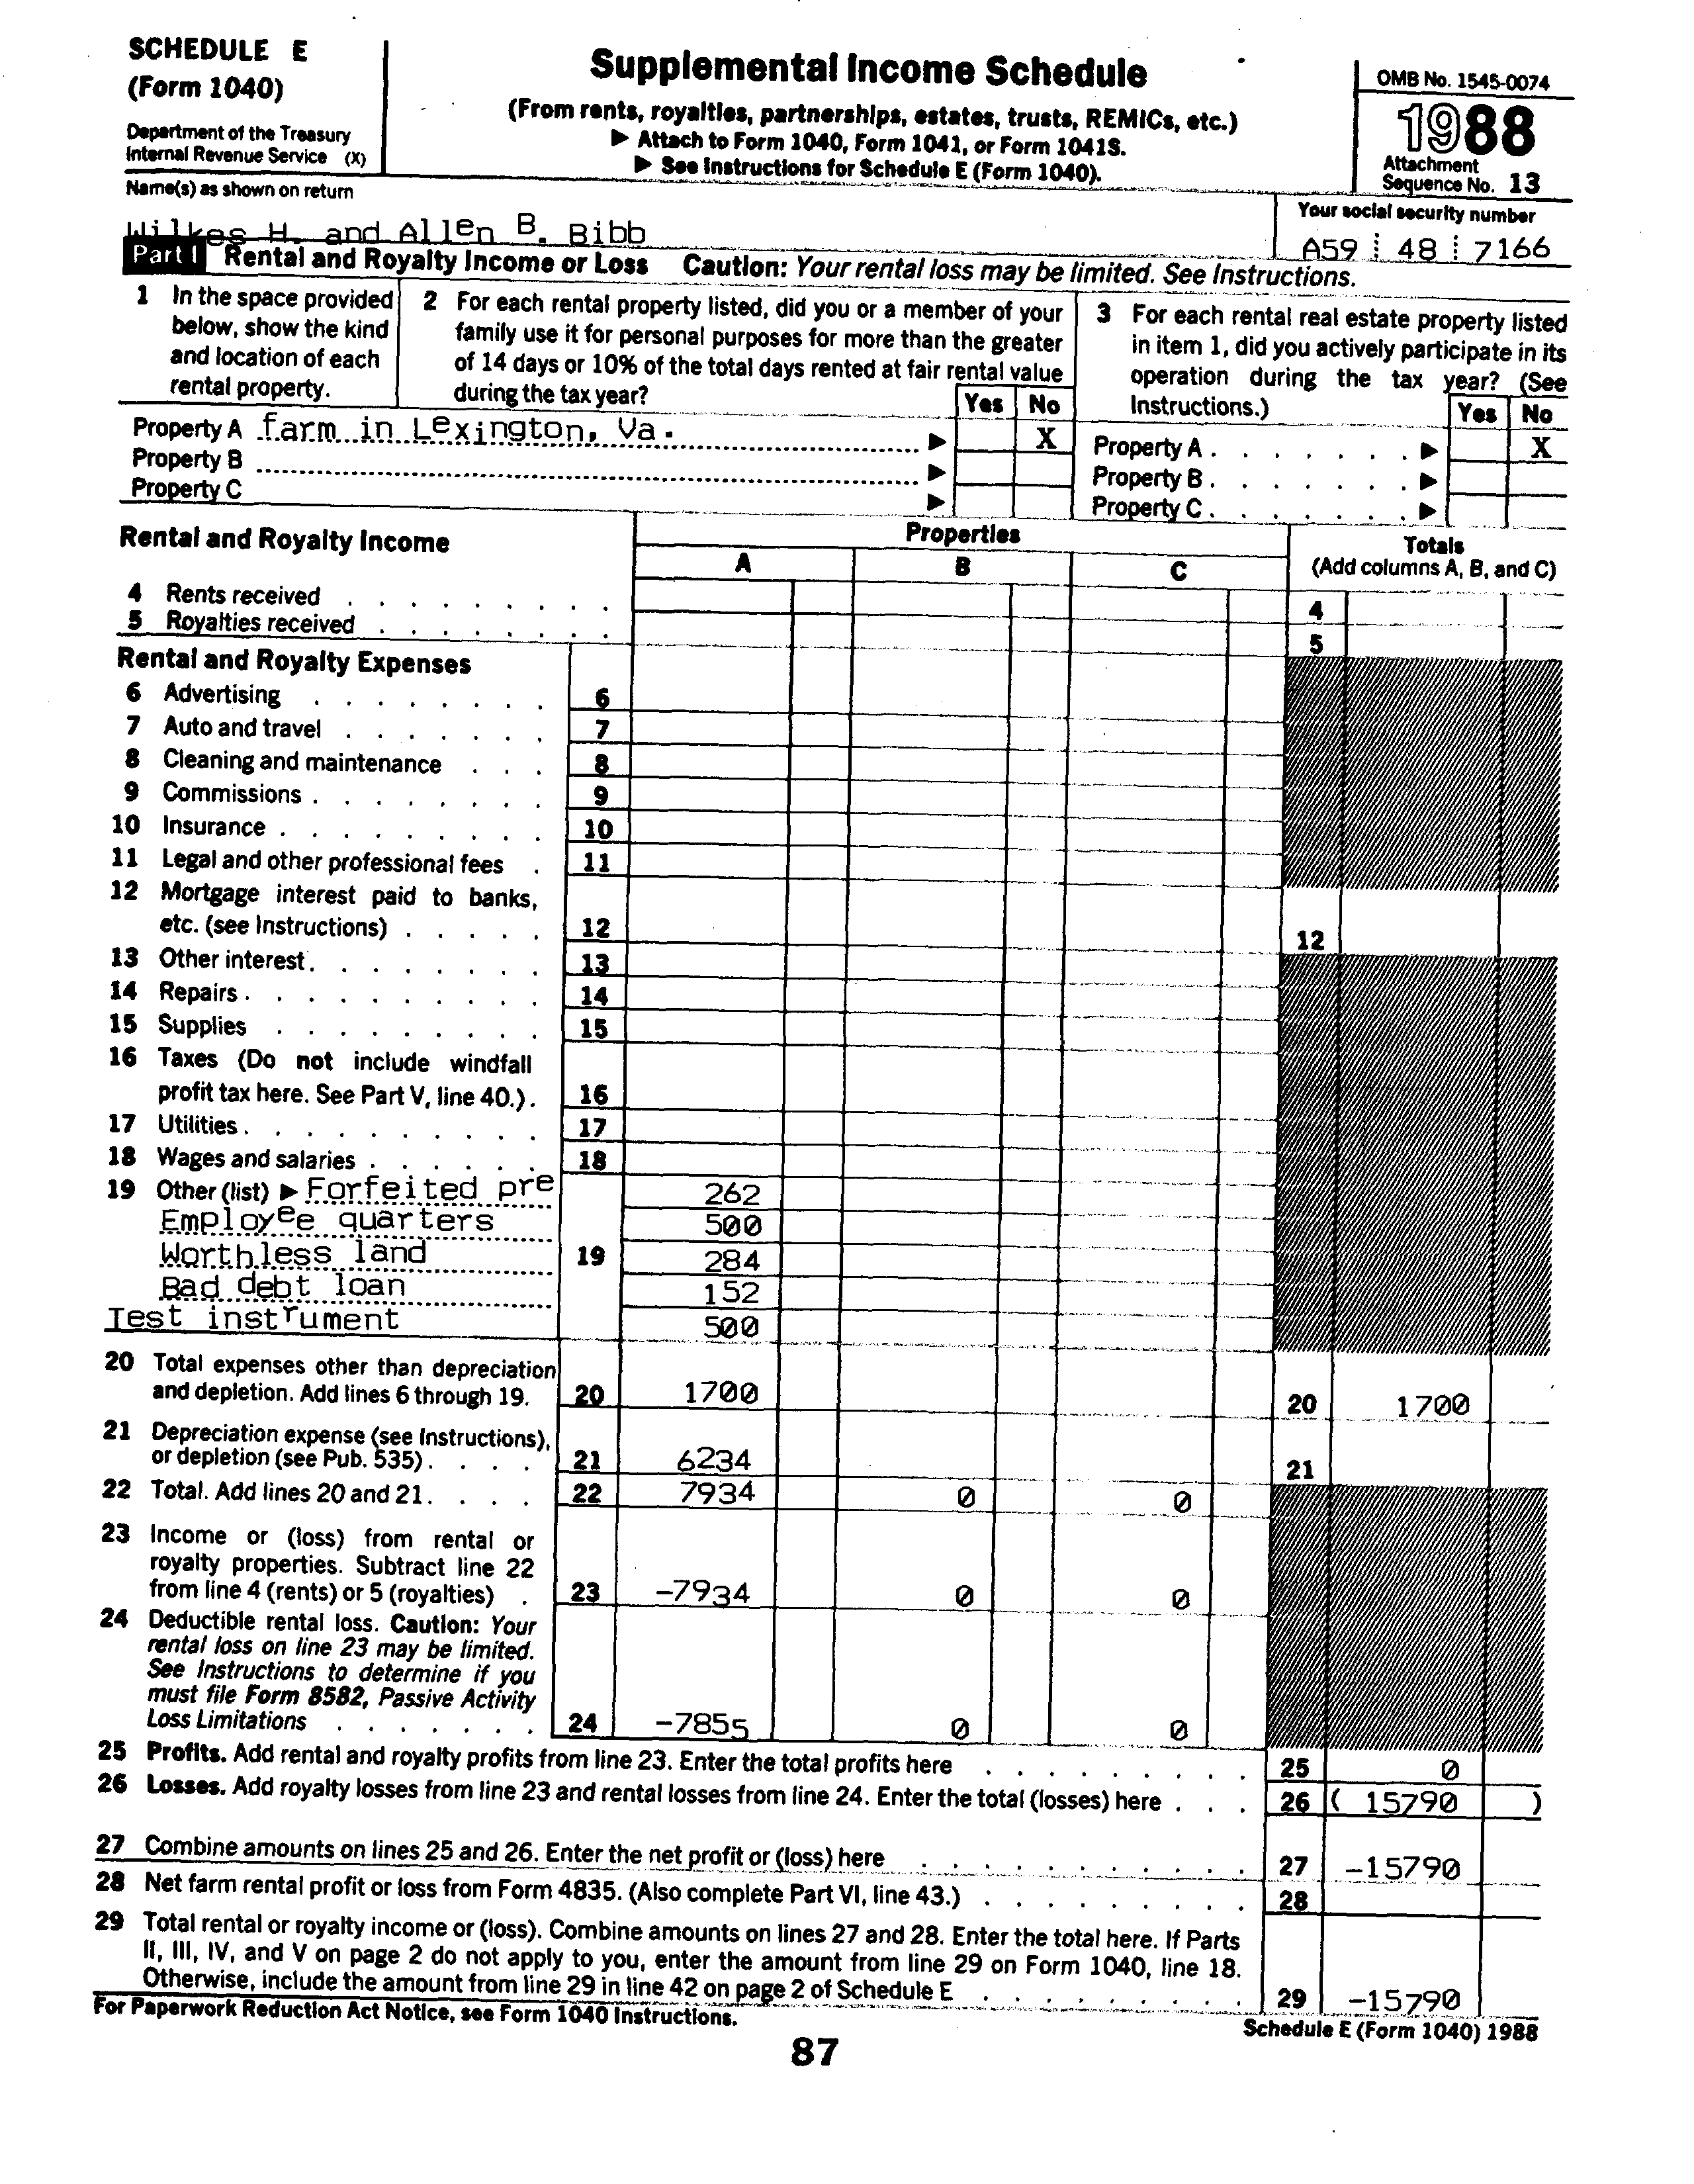 SCHEDULE E
(Form 1040)
Department of the Treasury
Internal Revenue Service (X)
Supplemental Income Schedule
(From rents, royalties, partnerships, estates, trusts, REMICs, etc.)
▶ Attach to Form 1040, Form 1041, or Form 1041S.
▶ See Instructions for Schedule E (Form 1040).
OMB No. 1545-0074
1988
Attachment
Sequence No. 13
Name(s) as shown on return
Wilkes H. and Allen B. Bibb
Your social security number
A59 48 7166
Part I Rental and Royalty Income or Loss Caution: Your rental loss may be limited. See Instructions.
1 In the space provided
below, show the kind
and location of each
rental property.
2 For each rental property listed, did you or a member of your
family use it for personal purposes for more than the greater
of 14 days or 10% of the total days rented at fair rental value
during the tax year?
Yes No
3 For each rental real estate property listed
in item 1, did you actively participate in its
operation during the tax year? (See
Instructions.)
Yes No
Property A farm in Lexington, Va. ▶ X
Property B ▶
Property C ▶
Property A ▶ X
Property B ▶
Property C ▶
Rental and Royalty Income
Properties
A B C
Totals
(Add columns A, B, and C)
4 Rents received 4
5 Royalties received 5
Rental and Royalty Expenses
6 Advertising 6
7 Auto and travel 7
8 Cleaning and maintenance 8
9 Commissions 9
10 Insurance 10
11 Legal and other professional fees 11
12 Mortgage interest paid to banks,
etc. (see Instructions) 12 12
13 Other interest 13
14 Repairs 14
15 Supplies 15
16 Taxes (Do not include windfall
profit tax here. See Part V, line 40.) 16
17 Utilities 17
18 Wages and salaries 18
19 Other (list) ▶ Forfeited pre 262
Employee quarters 500
Worthless land 19 284
Bad debt loan 152
Test instrument 500
20 Total expenses other than depreciation
and depletion. Add lines 6 through 19. 20 1700 20 1700
21 Depreciation expense (see Instructions),
or depletion (see Pub. 535) 21 6234 21
22 Total. Add lines 20 and 21. 22 7934 0 0
23 Income or (loss) from rental or
royalty properties. Subtract line 22
from line 4 (rents) or 5 (royalties) 23 -7934 0 0
24 Deductible rental loss. Caution: Your
rental loss on line 23 may be limited.
See Instructions to determine if you
must file Form 8582, Passive Activity
Loss Limitations 24 -7855 0 0
25 Profits. Add rental and royalty profits from line 23. Enter the total profits here 25 0
26 Losses. Add royalty losses from line 23 and rental losses from line 24. Enter the total (losses) here 26 ( 15790 )
27 Combine amounts on lines 25 and 26. Enter the net profit or (loss) here 27 -15790
28 Net farm rental profit or loss from Form 4835. (Also complete Part VI, line 43.) 28
29 Total rental or royalty income or (loss). Combine amounts on lines 27 and 28. Enter the total here. If Parts
II, III, IV, and V on page 2 do not apply to you, enter the amount from line 29 on Form 1040, line 18.
Otherwise, include the amount from line 29 in line 42 on page 2 of Schedule E 29 -15790
For Paperwork Reduction Act Notice, see Form 1040 Instructions.
Schedule E (Form 1040) 1988
87